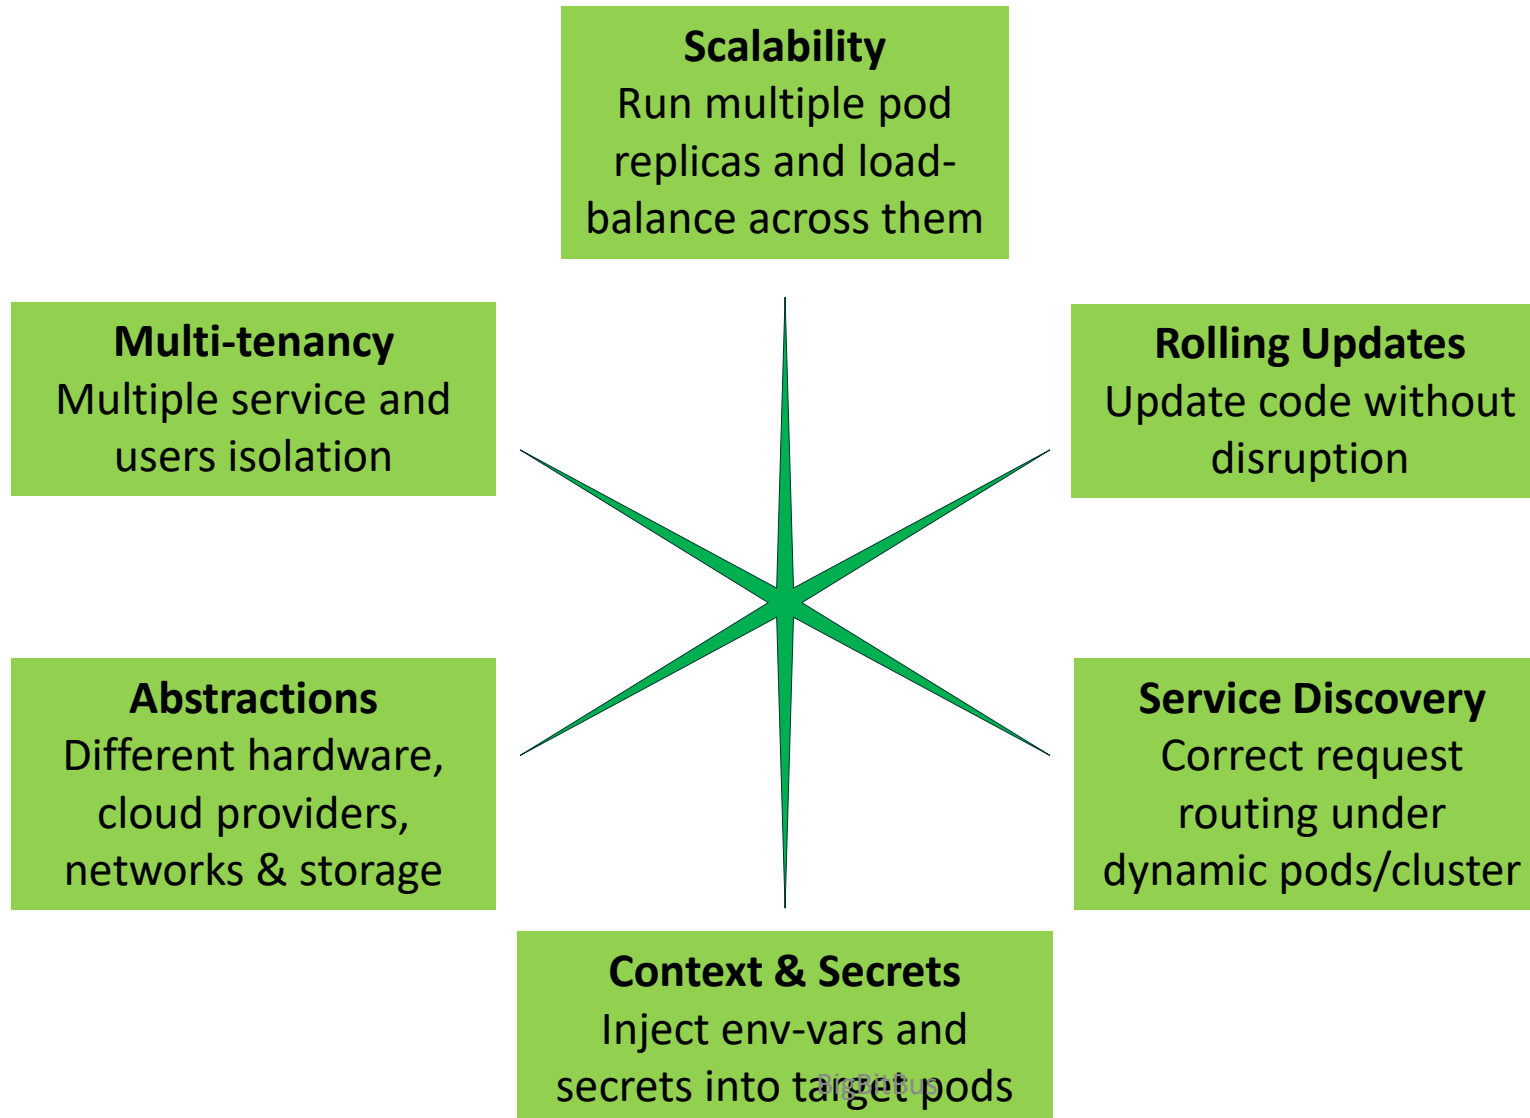 Scalability
Run multiple pod
replicas and load-
balance across them
Multi-tenancy
Multiple service and
users isolation
Rolling Updates
Update code without
disruption
Abstractions
Different hardware,
cloud providers,
networks & storage
Service Discovery
Correct request
routing under
dynamic pods/cluster
Context & Secrets
Inject env-vars and
secrets into target pods
BigBitBus